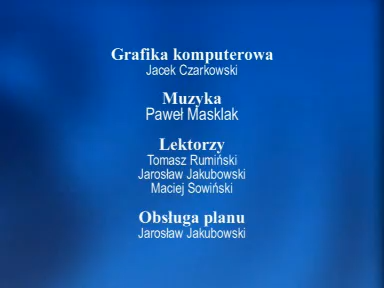 Grafika komputerowa
Jacek Czarkowski
Muzyka
Paweł Masklak
Lektorzy
Tomasz Rumiński
Jarosław Jakubowski
Maciej Sowiński
Obsługa planu
Jarosław Jakubowski